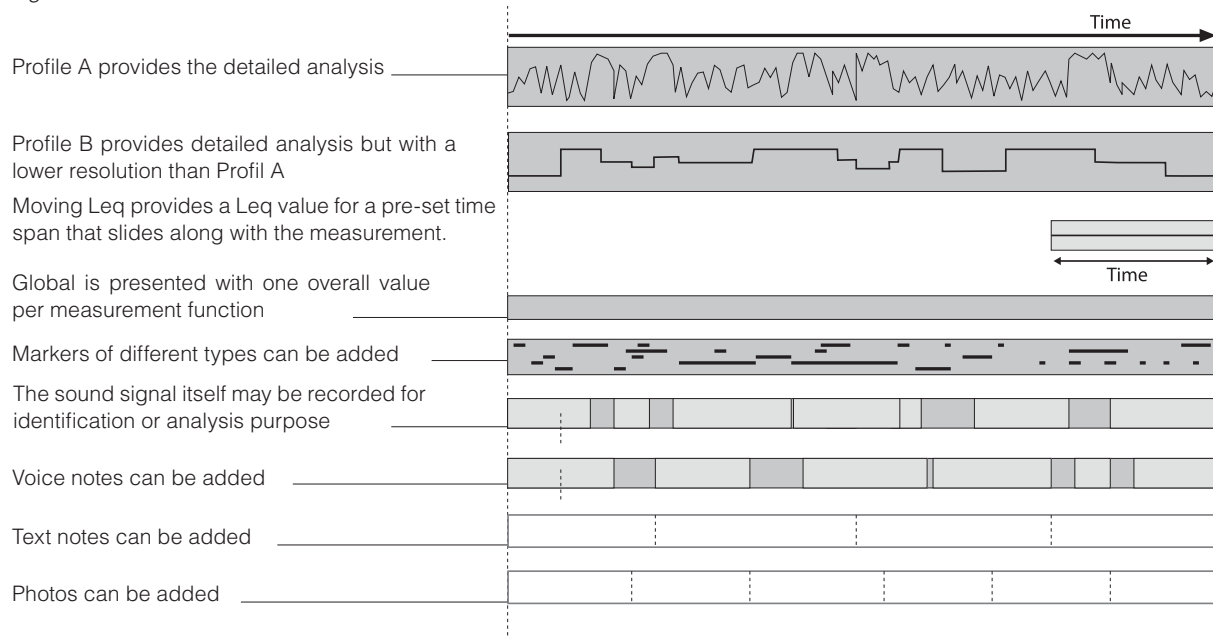 Time
Profile A provides the detailed analysis
Profile B provides detailed analysis but with a
lower resolution than Profil A
Moving Leq provides a Leq value for a pre-set time
span that slides along with the measurement.
Time
Global is presented with one overall value
per measurement function
Markers of different types can be added
The sound signal itself may be recorded for
identification or analysis purpose
Voice notes can be added
Text notes can be added
Photos can be added